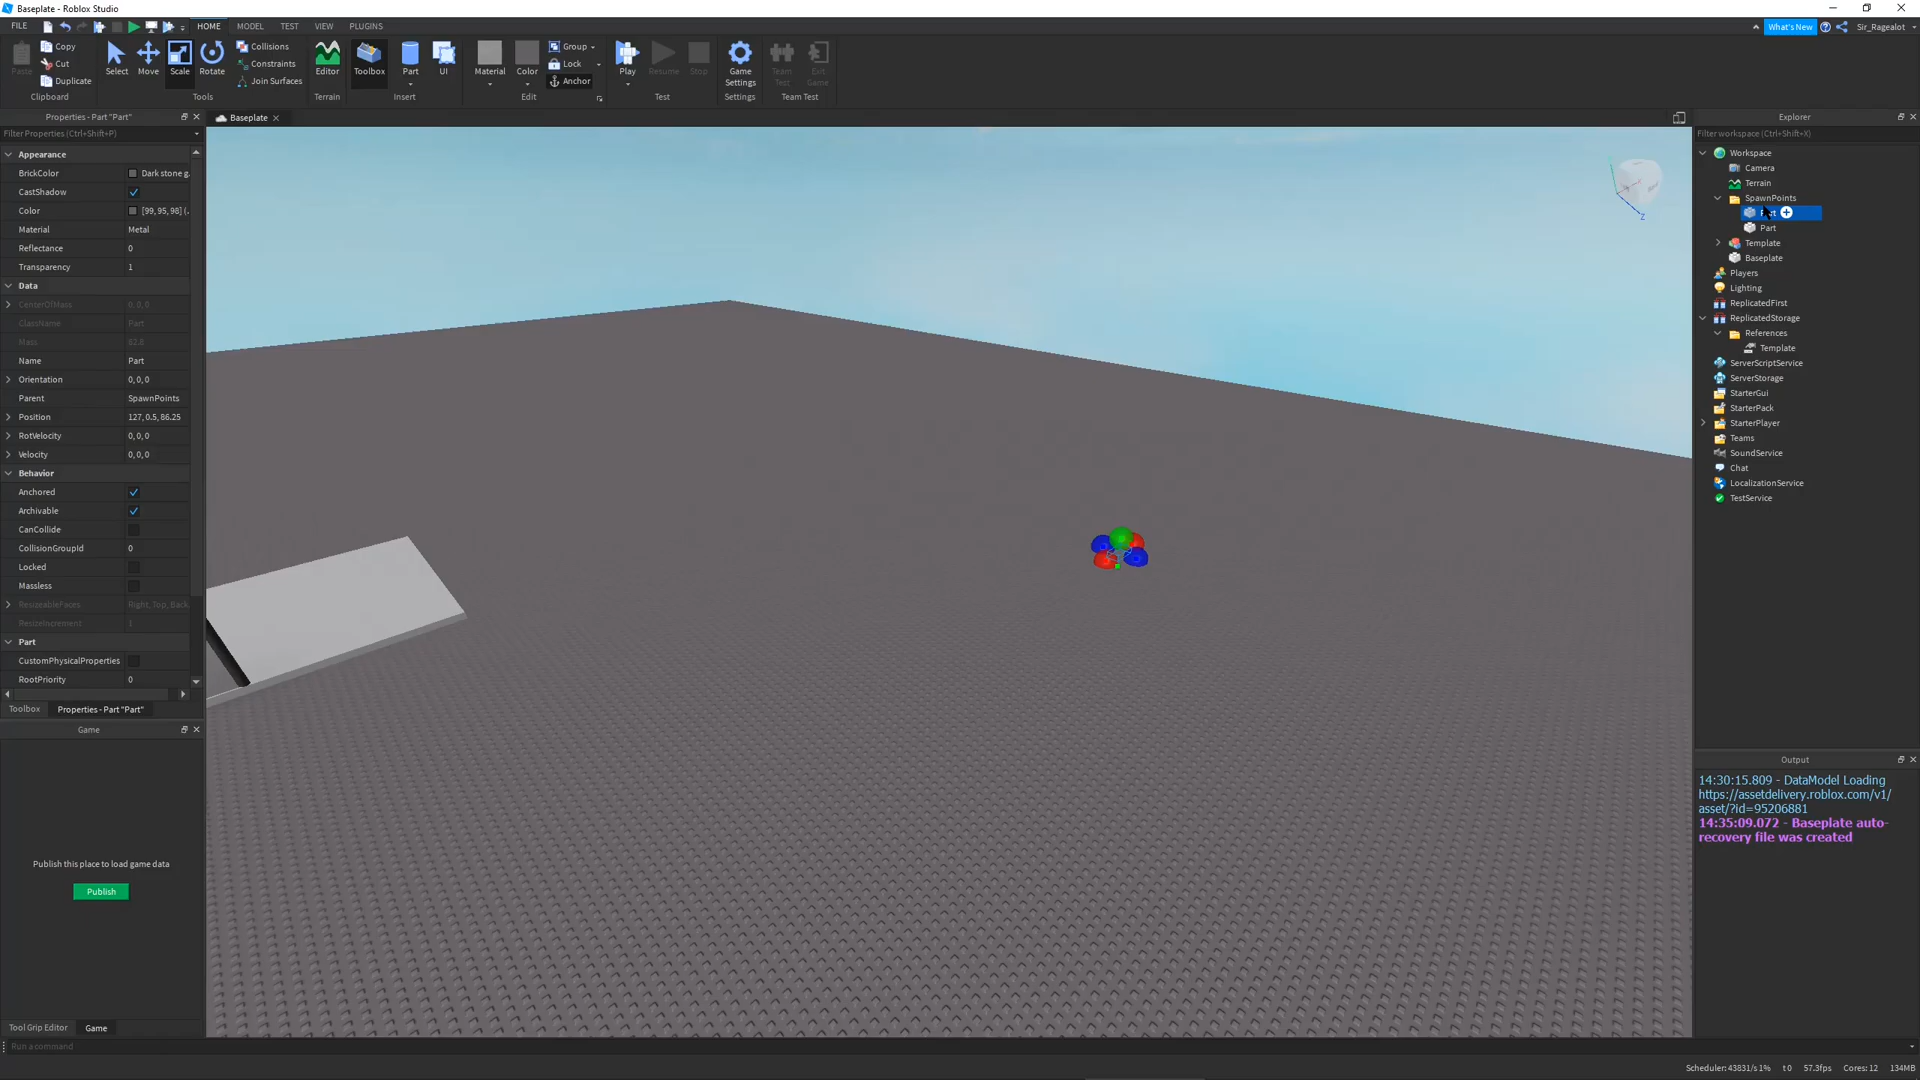 Baseplate - Roblox Studio
FILE HOME MODEL TEST VIEW PLUGINS What's New Sir_Ragealot
Paste Copy Cut Duplicate Clipboard
Select Move Scale Rotate Collisions Constraints Join Surfaces Tools
Editor Terrain
Toolbox Part UI Insert
Material Color Group Lock Anchor Edit
Play Resume Stop Test
Game Settings Settings
Team Test Exit Game Team Test
Properties - Part "Part"
Filter Properties (Ctrl+Shift+P)
Appearance
BrickColor Dark stone g.
CastShadow
Color [99, 95, 98] (.
Material Metal
Reflectance 0
Transparency 1
Data
CenterOfMass 0, 0, 0
ClassName Part
Mass 62.8
Name Part
Orientation 0, 0, 0
Parent SpawnPoints
Position 127, 0.5, 86.25
RotVelocity 0, 0, 0
Velocity 0, 0, 0
Behavior
Anchored
Archivable
CanCollide
CollisionGroupId 0
Locked
Massless
ResizeableFaces Right, Top, Back,
ResizeIncrement 1
Part
CustomPhysicalProperties
RootPriority 0
Toolbox Properties - Part "Part"
Game
Publish this place to load game data
Publish
Tool Grip Editor Game
Run a command
Baseplate
Z
Explorer
Filter workspace (Ctrl+Shift+X)
Workspace
Camera
Terrain
SpawnPoints
Part
Template
Baseplate
Players
Lighting
ReplicatedFirst
ReplicatedStorage
References
Template
ServerScriptService
ServerStorage
StarterGui
StarterPack
StarterPlayer
Teams
SoundService
Chat
LocalizationService
TestService
Output
14:30:15.809 - DataModel Loading
https://assetdelivery.roblox.com/v1/
asset/?id=95206881
14:35:09.072 - Baseplate auto-
recovery file was created
Scheduler: 43831/s 1% t 0 57.3fps Cores: 12 134MB